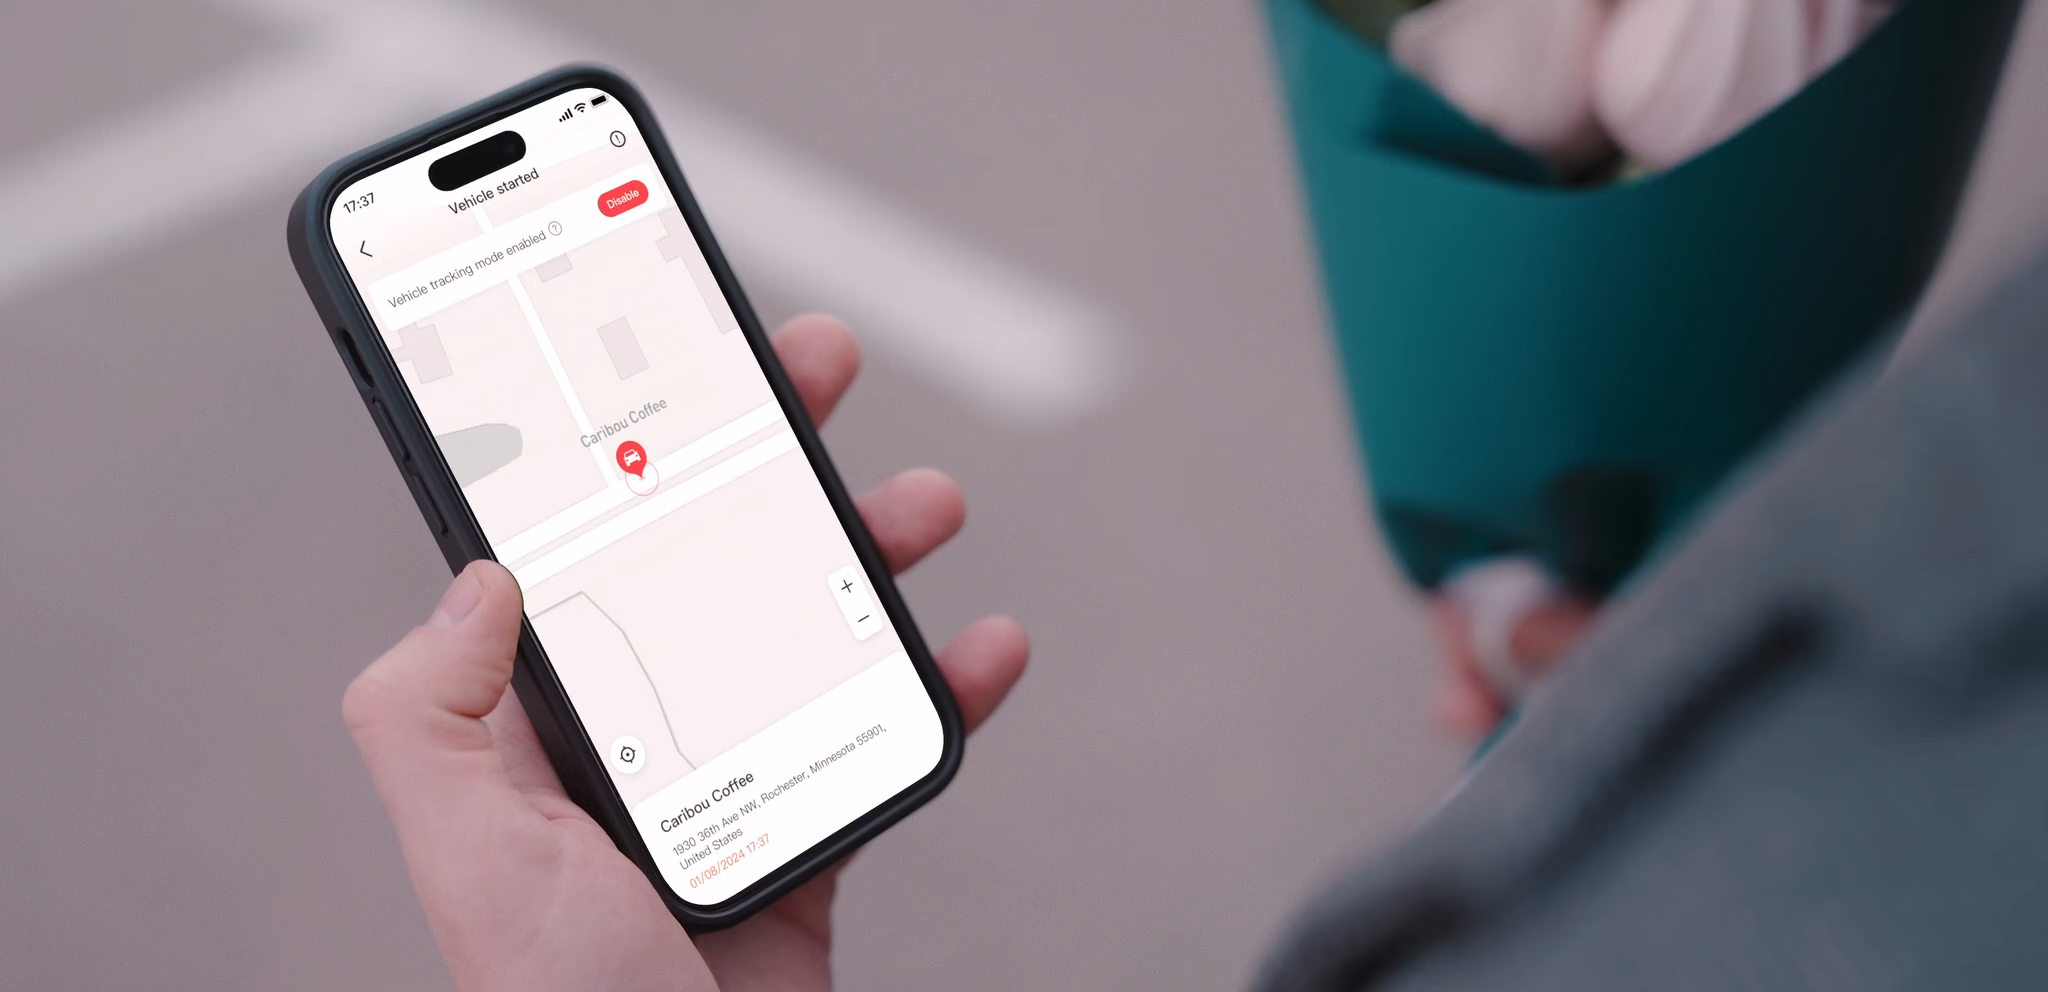 17:37
Vehicle started
Vehicle tracking mode enabled
Disable
Caribou Coffee
Caribou Coffee
1930 36th Ave NW, Rochester, Minnesota 55901,
United States
01/08/2024 17:37